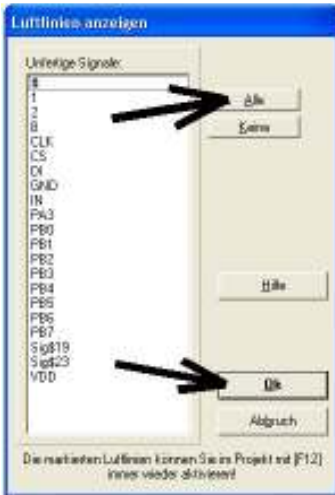 Luftlinien anzeigen
Unfertige Signale:
$
1
2
8
CLK
CS
DI
GND
IN
PA3
PB0
PB1
PB2
PB3
PB4
PB5
PB6
PB7
Sig$19
Sig$23
VDD
Alle
Keine
Hilfe
Ok
Abbruch
Die markierten Luftlinien können Sie im Projekt mit [F12]
immer wieder aktivieren!